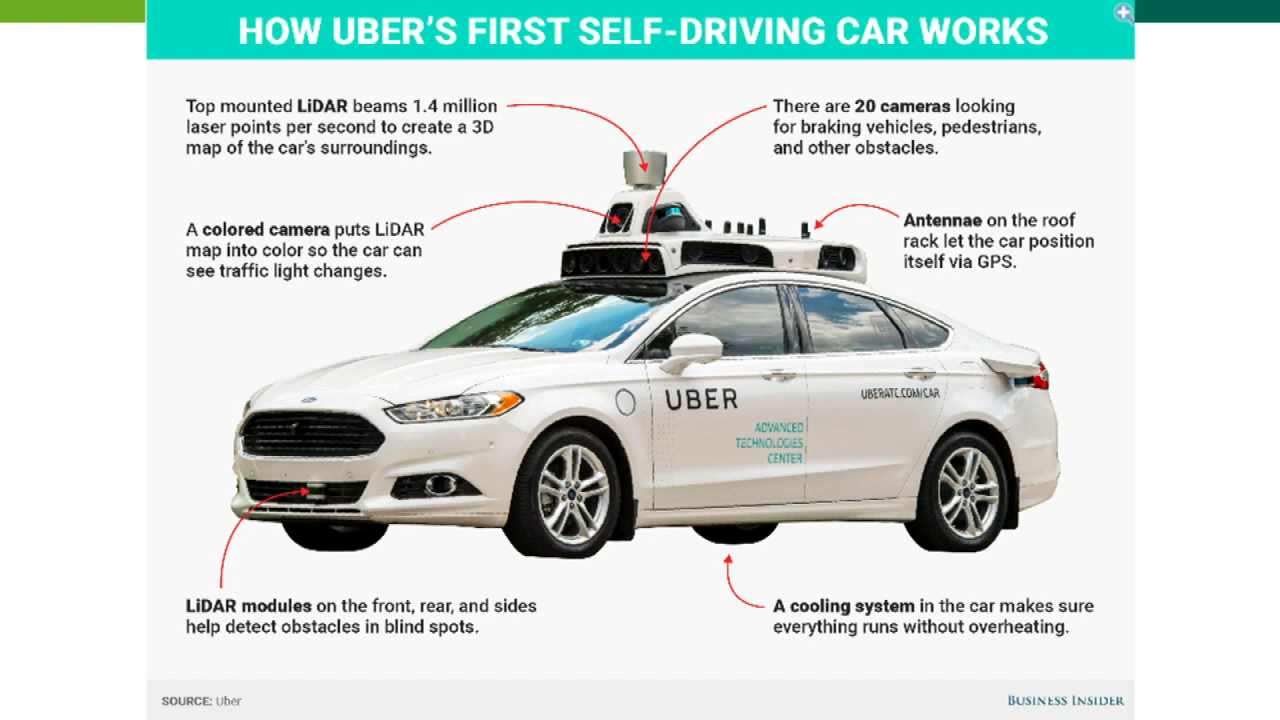 HOW UBER'S FIRST SELF-DRIVING CAR WORKS
Top mounted LiDAR beams 1.4 million
laser points per second to create a 3D
map of the car's surroundings.
There are 20 cameras looking
for braking vehicles, pedestrians,
and other obstacles.
A colored camera puts LiDAR
map into color so the car can
see traffic light changes.
Antennae on the roof
rack let the car position
itself via GPS.
UBER
UBERATC.COM/CAR
ADVANCED
TECHNOLOGIES
CENTER
LiDAR modules on the front, rear, and sides
help detect obstacles in blind spots.
A cooling system in the car makes sure
everything runs without overheating.
SOURCE: Uber
BUSINESS INSIDER